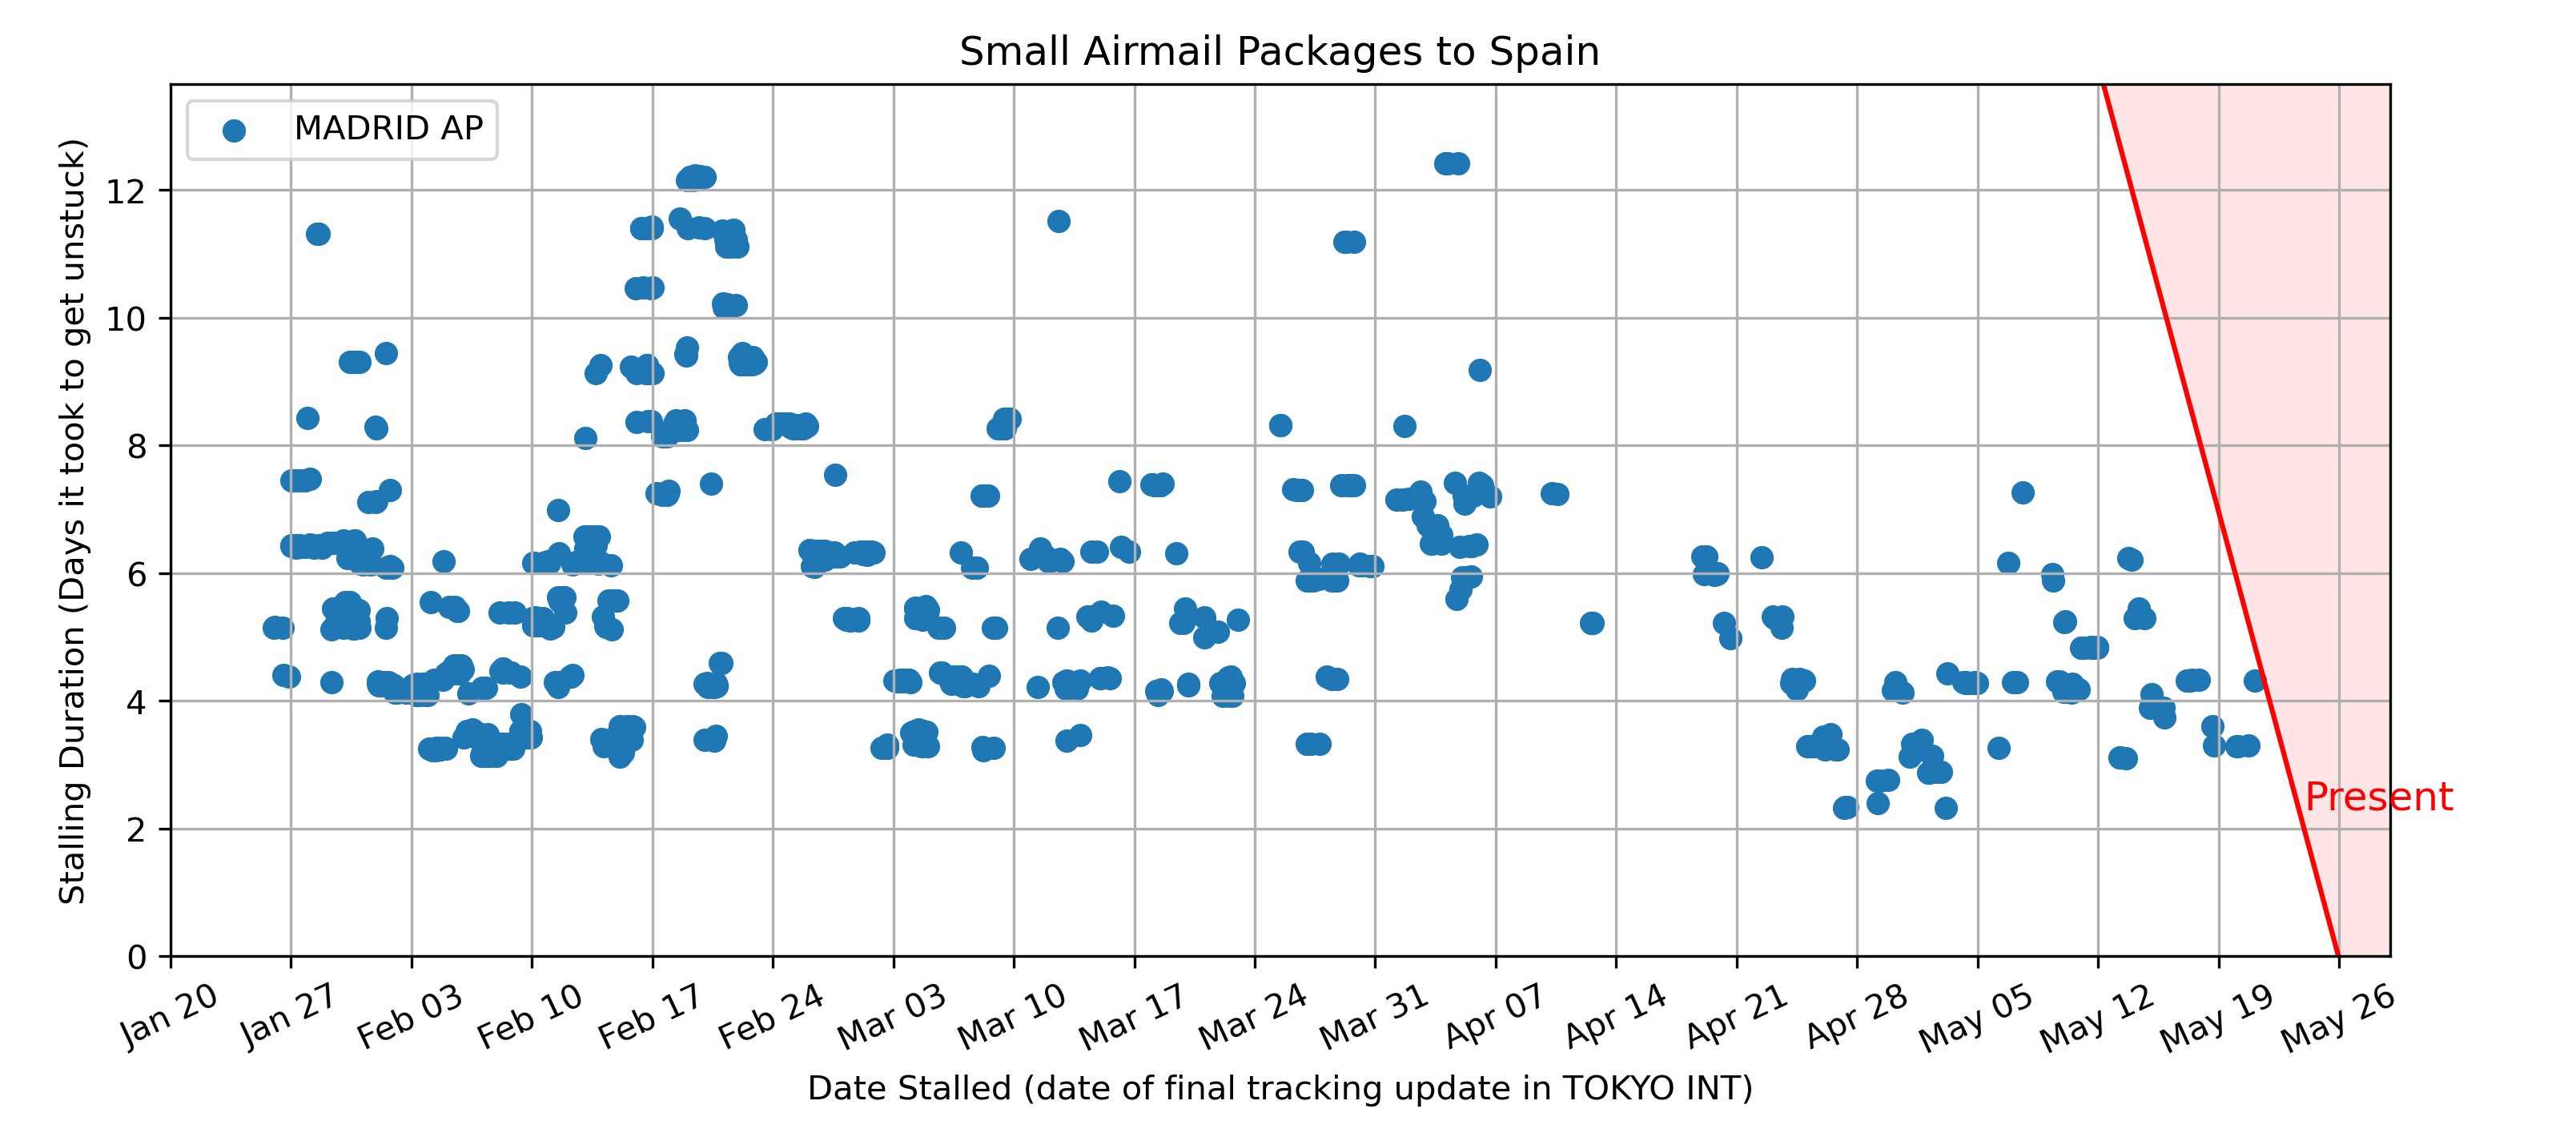 Small Airmail Packages to Spain
MADRID AP
Stalling Duration (Days it took to get unstuck)
12
10
8
6
4
2
0
Present
Jan 20
Jan 27
Feb 03
Feb 10
Feb 17
Feb 24
Mar 03
Mar 10
Mar 17
Mar 24
Mar 31
Apr 07
Apr 14
Apr 21
Apr 28
May 05
May 12
May 19
May 26
Date Stalled (date of final tracking update in TOKYO INT)